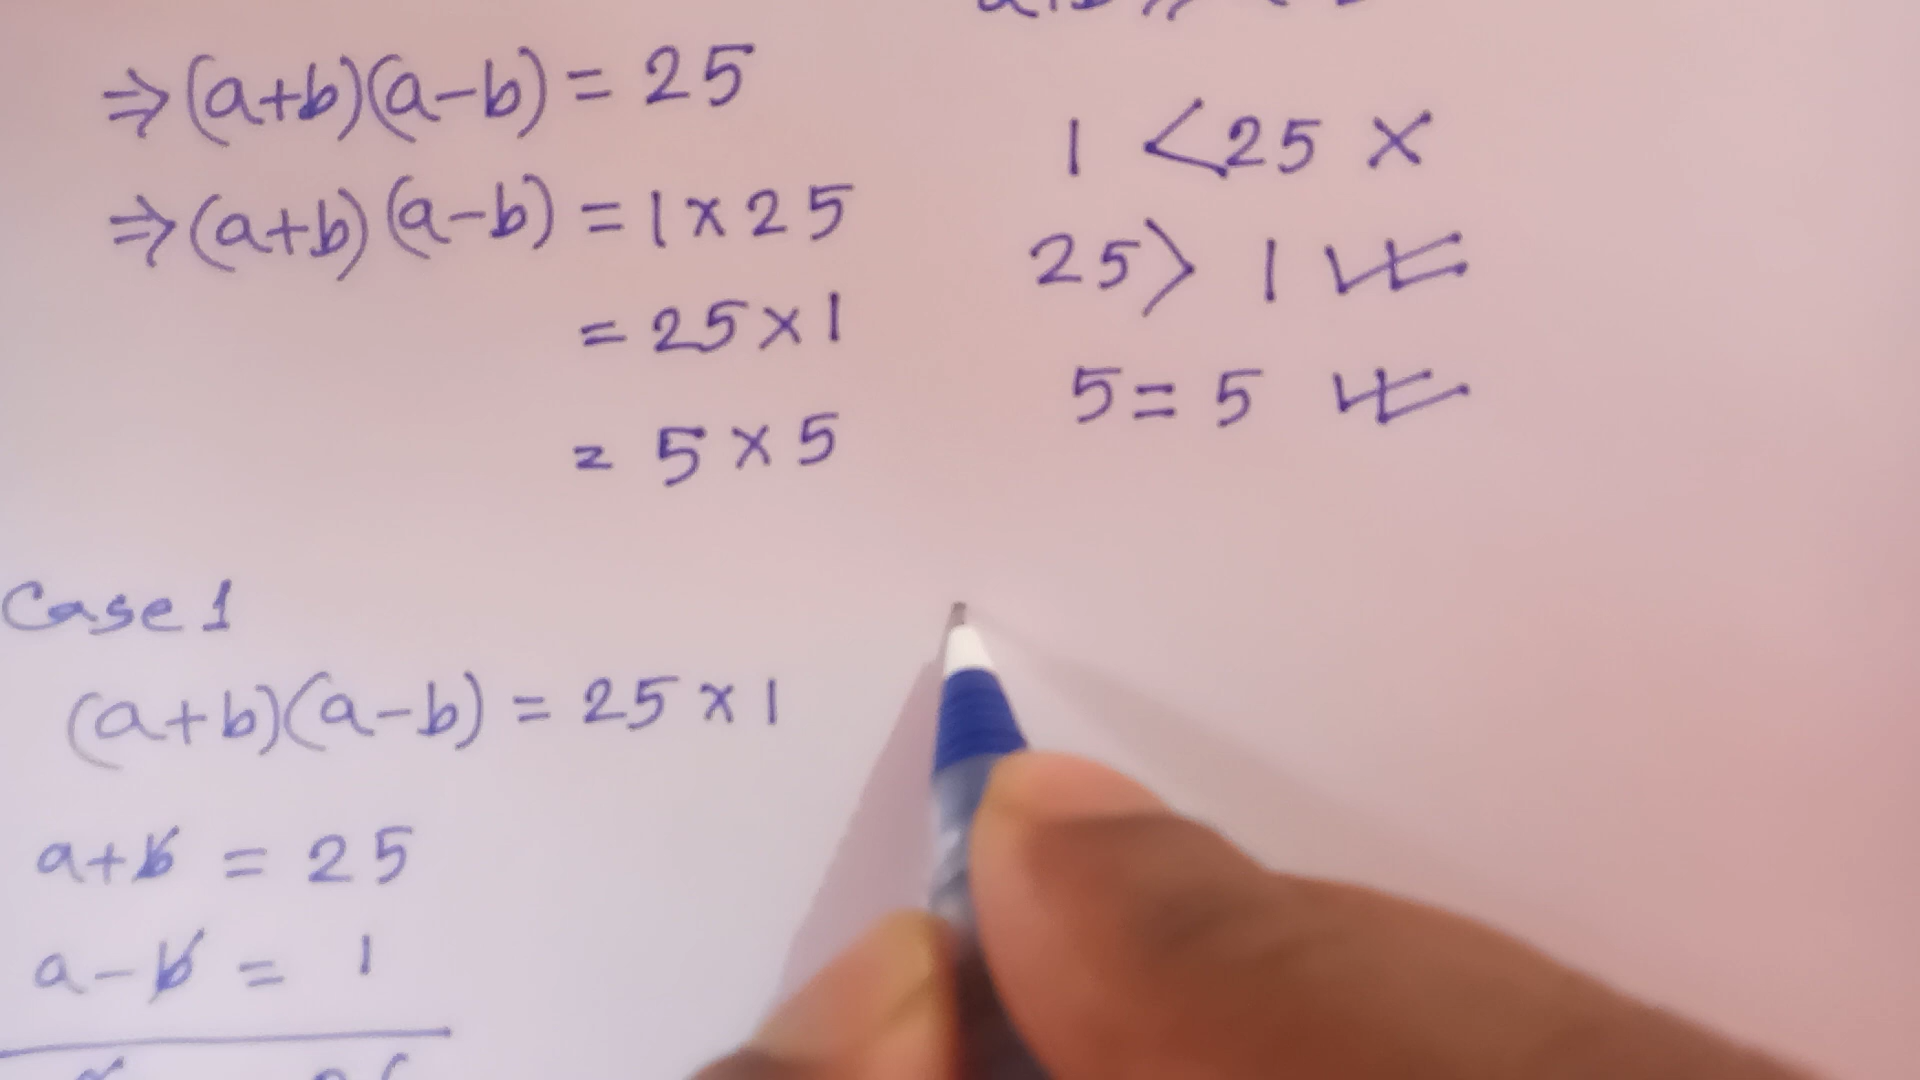 ⇒(a+b)(a-b) = 25
⇒(a+b)(a-b) = 1 x 25
= 25 x 1
= 5 x 5
1 < 25 x
25 > 1 ✓
5 = 5 ✓
Case 1
(a+b)(a-b) = 25 x 1
a+b = 25
a-b = 1